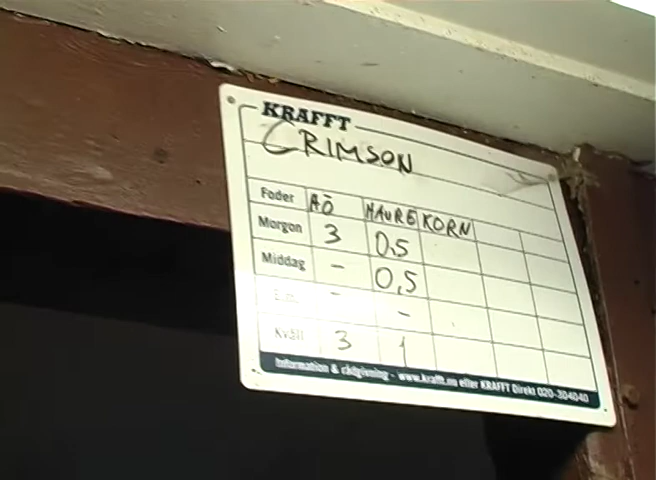 KRAFFT
CRIMSON
Foder AÖ HAVRE KORN
Morgon 3 0,5
Middag - 0,5
E.m. - -
Kväll 3 1
Information & rådgivning - www.krafft.nu eller KRAFFT Direkt 020-304040